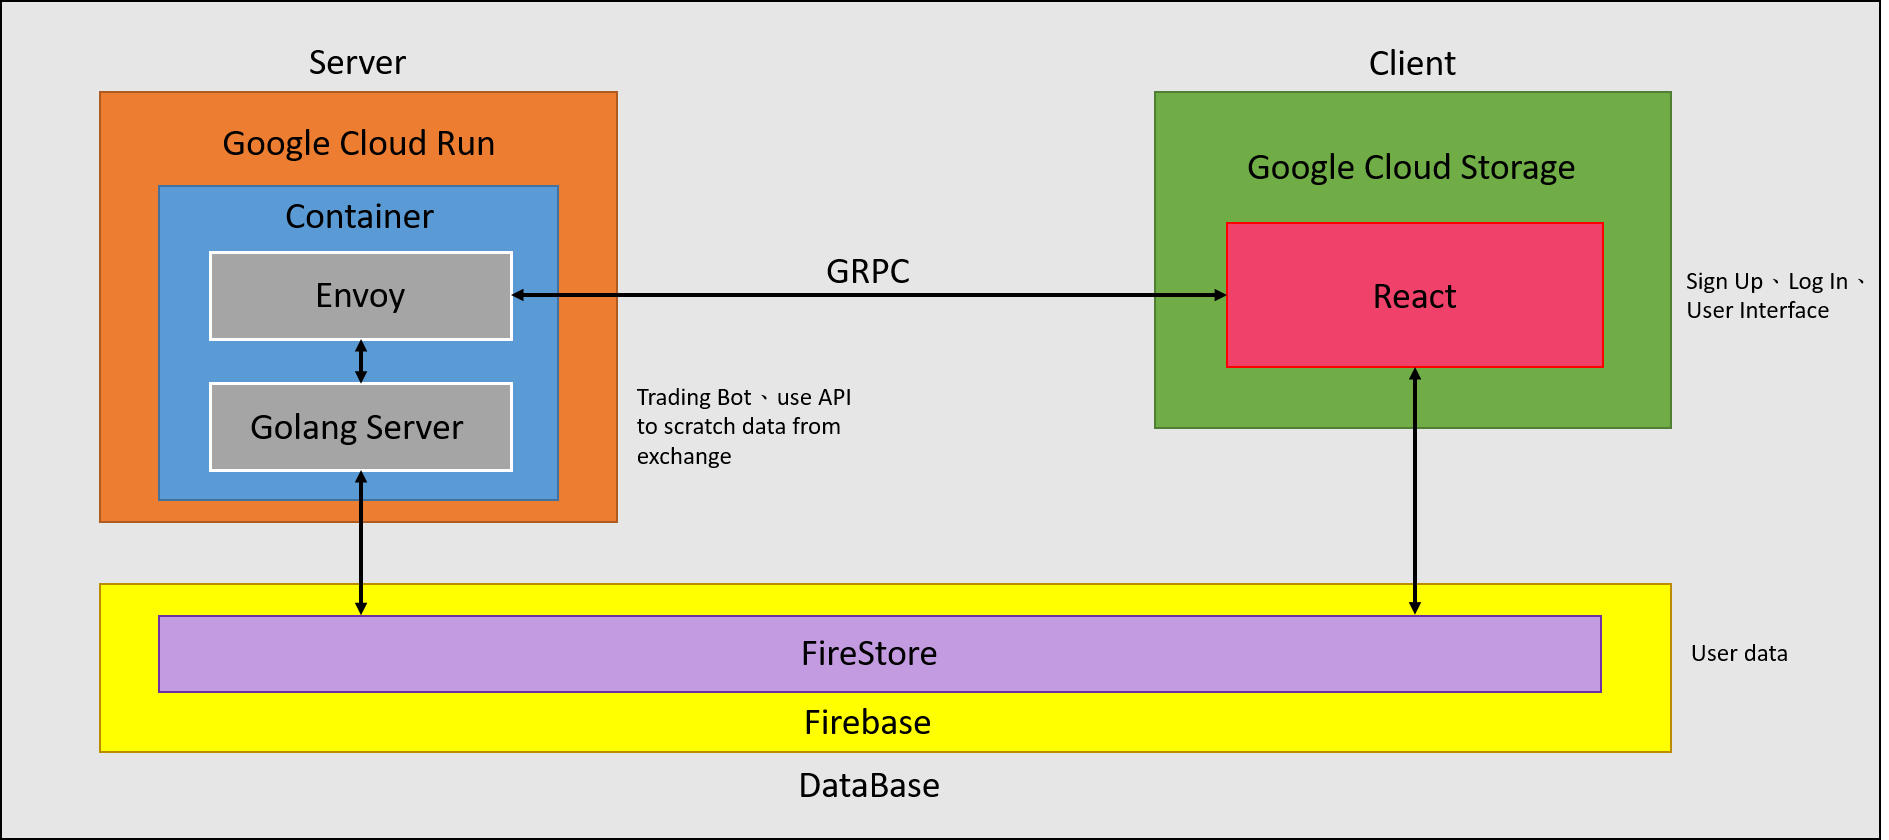 Server
Client
Google Cloud Run
Google Cloud Storage
Container
Envoy
GRPC
React
Sign Up、Log In、
User Interface
Golang Server
Trading Bot、use API
to scratch data from
exchange
FireStore
User data
Firebase
DataBase